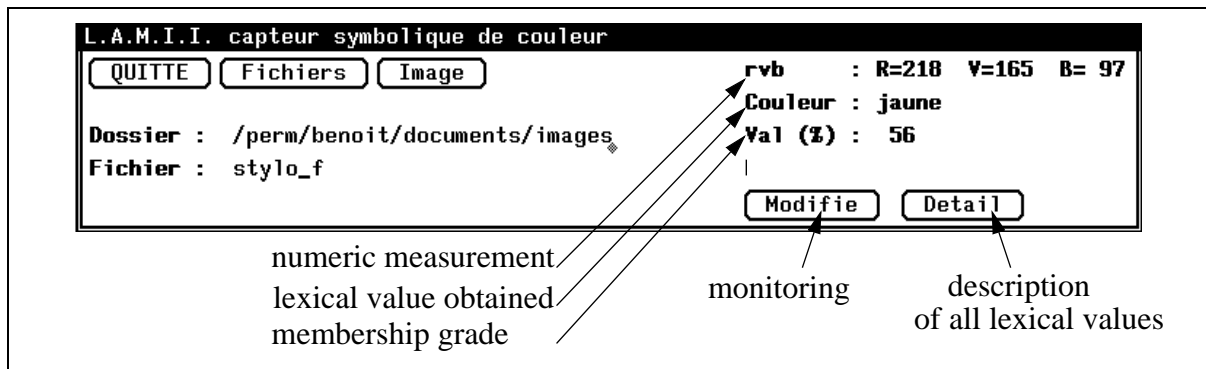 L.A.M.I.I. capteur symbolique de couleur
QUITTE Fichiers Image
rvb : R=218 V=165 B= 97
Couleur : jaune
Dossier : /perm/benoit/documents/images
Val (%) : 56
Fichier : stylo_f
Modifie Detail
numeric measurement
lexical value obtained
membership grade
monitoring
description
of all lexical values